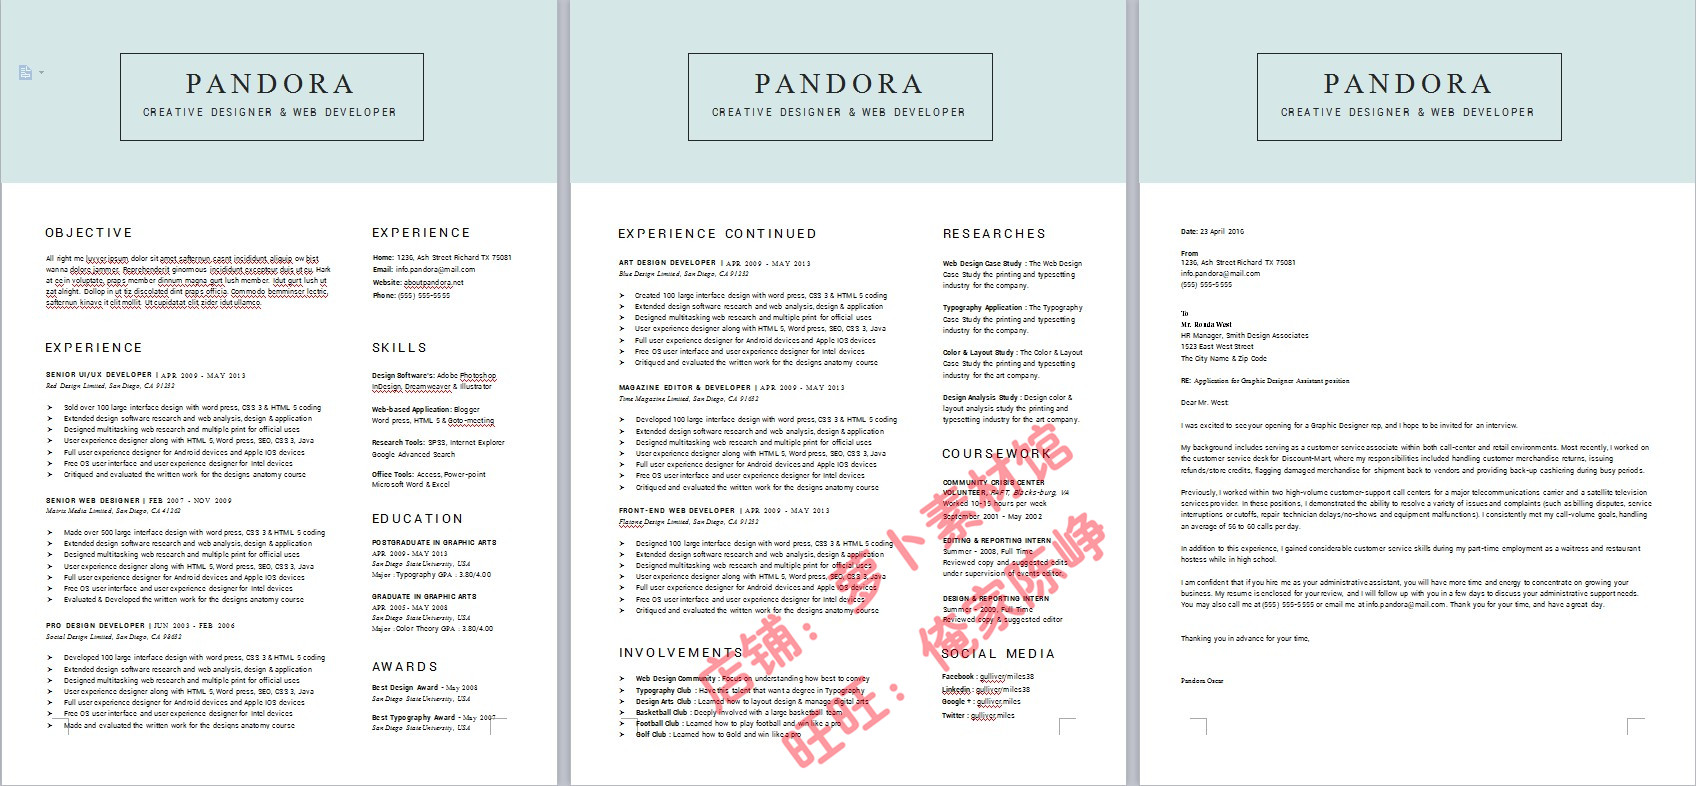 PANDORA
CREATIVE DESIGNER & WEB DEVELOPER
OBJECTIVE
All right me luvver ipsum dolor sit amet safternun casnt incididunt aliquip ow bist
wanna dolore jammer. Reprehenderit ginormous incididunt excepteur duis ut eu. Hark
at ee in voluptate praps member dinnum magna gurt lush member. Idut gurt lush ut
zat alright. Dollop in ut tiz discolated dint praps officia. Commodo bemminser lectric,
safternun kinave it elit mollit. Ut cupidatat elit zider idut ullamco.
EXPERIENCE
SENIOR UI/UX DEVELOPER | APR 2009 - MAY 2013
Red Design Limited, San Diego, CA 91232
➤ Sold over 100 large interface design with word press, CSS 3 & HTML 5 coding
➤ Extended design software research and web analysis, design & application
➤ Designed multitasking web research and multiple print for official uses
➤ User experience designer along with HTML 5, Word press, SEO, CSS 3, Java
➤ Full user experience designer for Android devices and Apple IOS devices
➤ Free OS user interface and user experience designer for Intel devices
➤ Critiqued and evaluated the written work for the designs anatomy course
SENIOR WEB DESIGNER | FEB 2007 - NOV 2009
Matrix Media Limited, San Diego, CA 41262
➤ Made over 500 large interface design with word press, CSS 3 & HTML 5 coding
➤ Extended design software research and web analysis, design & application
➤ Designed multitasking web research and multiple print for official uses
➤ User experience designer along with HTML 5, Word press, SEO, CSS 3, Java
➤ Full user experience designer for Android devices and Apple IOS devices
➤ Free OS user interface and user experience designer for Intel devices
➤ Evaluated & Developed the written work for the designs anatomy course
PRO DESIGN DEVELOPER | JUN 2003 - FEB 2006
Social Design Limited, San Diego, CA 98632
➤ Developed 100 large interface design with word press, CSS 3 & HTML 5 coding
➤ Extended design software research and web analysis, design & application
➤ Designed multitasking web research and multiple print for official uses
➤ User experience designer along with HTML 5, Word press, SEO, CSS 3, Java
➤ Full user experience designer for Android devices and Apple IOS devices
➤ Free OS user interface and user experience designer for Intel devices
➤ Made and evaluated the written work for the designs anatomy course
EXPERIENCE
Home: 1236, Ash Street Richard TX 75081
Email: info.pandora@mail.com
Website: aboutpandora.net
Phone: (555) 555-5555
SKILLS
Design Software's: Adobe Photoshop
InDesign, Dreamweaver & Illustrator
Web-based Application: Blogger
Word press, HTML 5 & Goto-meeting
Research Tools: SPSS, Internet Explorer
Google Advanced Search
Office Tools: Access, Power-point
Microsoft Word & Excel
EDUCATION
POSTGRADUATE IN GRAPHIC ARTS
APR 2009 - MAY 2013
San Diego State University, USA
Major : Typography GPA : 3.80/4.00
GRADUATE IN GRAPHIC ARTS
APR 2005 - MAY 2008
San Diego State University, USA
Major : Color Theory GPA : 3.80/4.00
AWARDS
Best Design Award - May 2008
San Diego State University, USA
Best Typography Award - May 2007
San Diego State University, USA
PANDORA
CREATIVE DESIGNER & WEB DEVELOPER
EXPERIENCE CONTINUED
ART DESIGN DEVELOPER | APR 2009 - MAY 2013
Blue Design Limited, San Diego, CA 91232
➤ Created 100 large interface design with word press, CSS 3 & HTML 5 coding
➤ Extended design software research and web analysis, design & application
➤ Designed multitasking web research and multiple print for official uses
➤ User experience designer along with HTML 5, Word press, SEO, CSS 3, Java
➤ Full user experience designer for Android devices and Apple IOS devices
➤ Free OS user interface and user experience designer for Intel devices
➤ Critiqued and evaluated the written work for the designs anatomy course
MAGAZINE EDITOR & DEVELOPER | APR 2009 - MAY 2013
Time Magazine Limited, San Diego, CA 91632
➤ Developed 100 large interface design with word press, CSS 3 & HTML 5 coding
➤ Extended design software research and web analysis, design & application
➤ Designed multitasking web research and multiple print for official uses
➤ User experience designer along with HTML 5, Word press, SEO, CSS 3, Java
➤ Full user experience designer for Android devices and Apple IOS devices
➤ Free OS user interface and user experience designer for Intel devices
➤ Critiqued and evaluated the written work for the designs anatomy course
FRONT-END WEB DEVELOPER | APR 2009 - MAY 2013
Design Limited, San Diego, CA 91232
➤ Designed 100 large interface design with word press, CSS 3 & HTML 5 coding
➤ Extended design software research and web analysis, design & application
➤ Designed multitasking web research and multiple print for official uses
➤ User experience designer along with HTML 5, Word press, SEO, CSS 3, Java
➤ Full user experience designer for Android devices and Apple IOS devices
➤ Free OS user interface and user experience designer for Intel devices
➤ Critiqued and evaluated the written work for the designs anatomy course
INVOLVEMENTS
➤ Web Design Community : Focus on understanding how best to convey
➤ Typography Club : Have this talent that want a degree in Typography
➤ Design Arts Club : Learned how to layout design & manage digital arts
➤ Basketball Club : Deeply involved with a large basketball team
➤ Football Club : Learned how to play football and win like a pro
➤ Golf Club : Learned how to Gold and win like a pro
RESEARCHES
Web Design Case Study : The Web Design
Case Study the printing and typesetting
industry for the company.
Typography Application : The Typography
Case Study the printing and typesetting
industry for the company.
Color & Layout Study : The Color & Layout
Case Study the printing and typesetting
industry for the art company.
Design Analysis Study : Design color &
layout analysis study the printing and
typesetting industry for the art company.
COURSEWORK
COMMUNITY CRISIS CENTER
VOLUNTEER, RAFT, Blacks-burg, VA
Worked 10-15 hours per week
September 2001 - May 2002
EDITING & REPORTING INTERN
Summer - 2008, Full Time
Reviewed copy and suggested edits
under supervision of events editor.
DESIGN & REPORTING INTERN
Summer - 2009, Full Time
Reviewed copy & suggested editor
SOCIAL MEDIA
Facebook : gulliver/miles38
Linkedin : gulliver/miles38
Google + : gulliver/miles38
Twitter : gulliver.miles
店铺：萝卜素材馆
旺旺：俺家陈峥
PANDORA
CREATIVE DESIGNER & WEB DEVELOPER
Date: 23 April 2016
From
1236, Ash Street Richard TX 75081
info.pandora@mail.com
(555) 555-5555
To
Mr. Ronda West
HR Manager, Smith Design Associates
1523 East West Street
The City Name & Zip Code
RE: Application for Graphic Designer Assistant position
Dear Mr. West:
I was excited to see your opening for a Graphic Designer rep, and I hope to be invited for an interview.
My background includes serving as a customer service associate within both call-center and retail environments. Most recently, I worked on
the customer service desk for Discount-Mart, where my responsibilities included handling customer merchandise returns, issuing
refunds/store credits, flagging damaged merchandise for shipment back to vendors and providing back-up cashiering during busy periods.
Previously, I worked within two high-volume customer-support call centers for a major telecommunications carrier and a satellite television
services provider. In these positions, I demonstrated the ability to resolve a variety of issues and complaints (such as billing disputes, service
interruptions or cutoffs, repair technician delays/no-shows and equipment malfunctions). I consistently met my call-volume goals, handling
an average of 56 to 60 calls per day.
In addition to this experience, I gained considerable customer service skills during my part-time employment as a waitress and restaurant
hostess while in high school.
I am confident that if you hire me as your administrative assistant, you will have more time and energy to concentrate on growing your
business. My resume is enclosed for your review, and I will follow up with you in a few days to discuss your administrative support needs.
You may also call me at (555) 555-5555 or email me at info.pandora@mail.com. Thank you for your time, and have a great day.
Thanking you in advance for your time,
Pandora Oscar